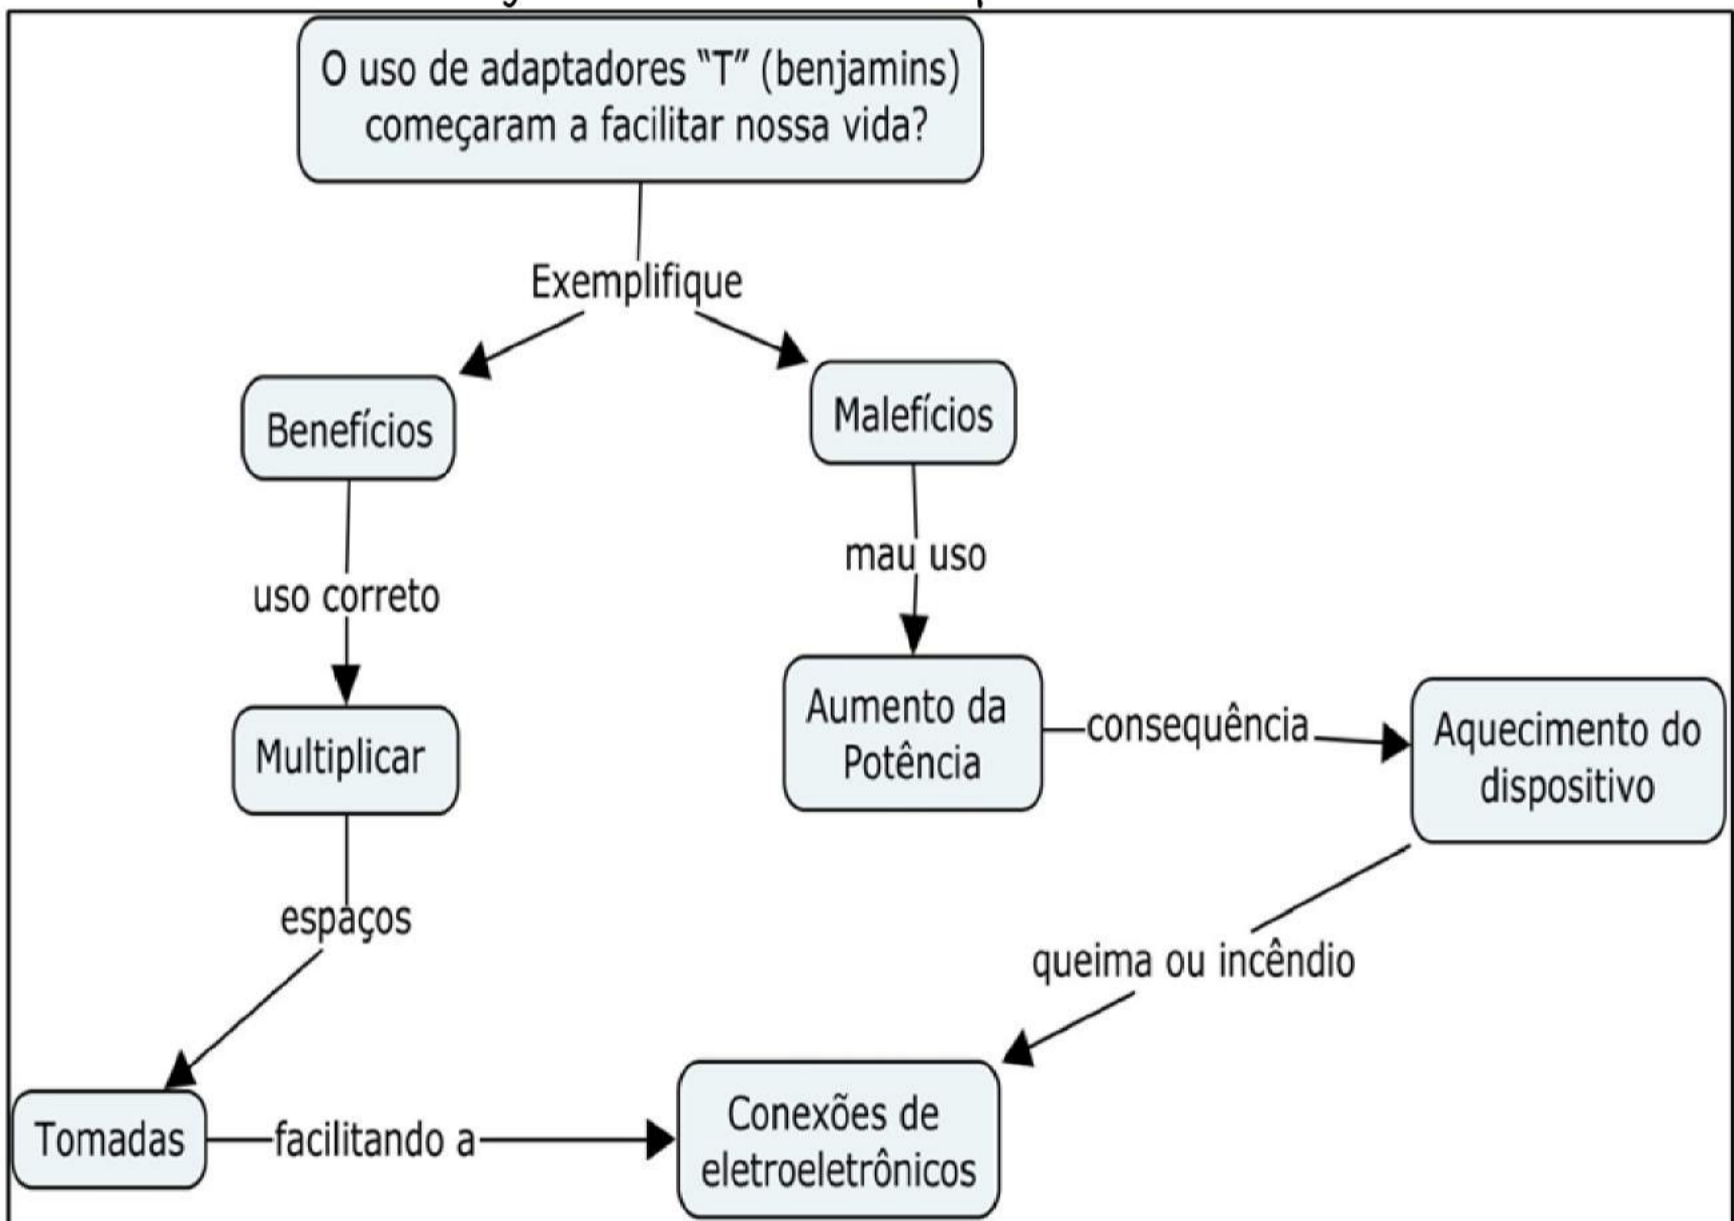 O uso de adaptadores “T” (benjamins)
começaram a facilitar nossa vida?
Exemplifique
Benefícios
Malefícios
mau uso
uso correto
Aumento da
Potência
consequência
Aquecimento do
dispositivo
Multiplicar
espaços
queima ou incêndio
Tomadas
facilitando a
Conexões de
eletroeletrônicos